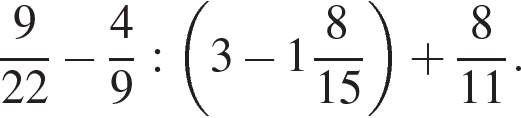 9/22 − 4/9 : (3 − 1 8/15) + 8/11.